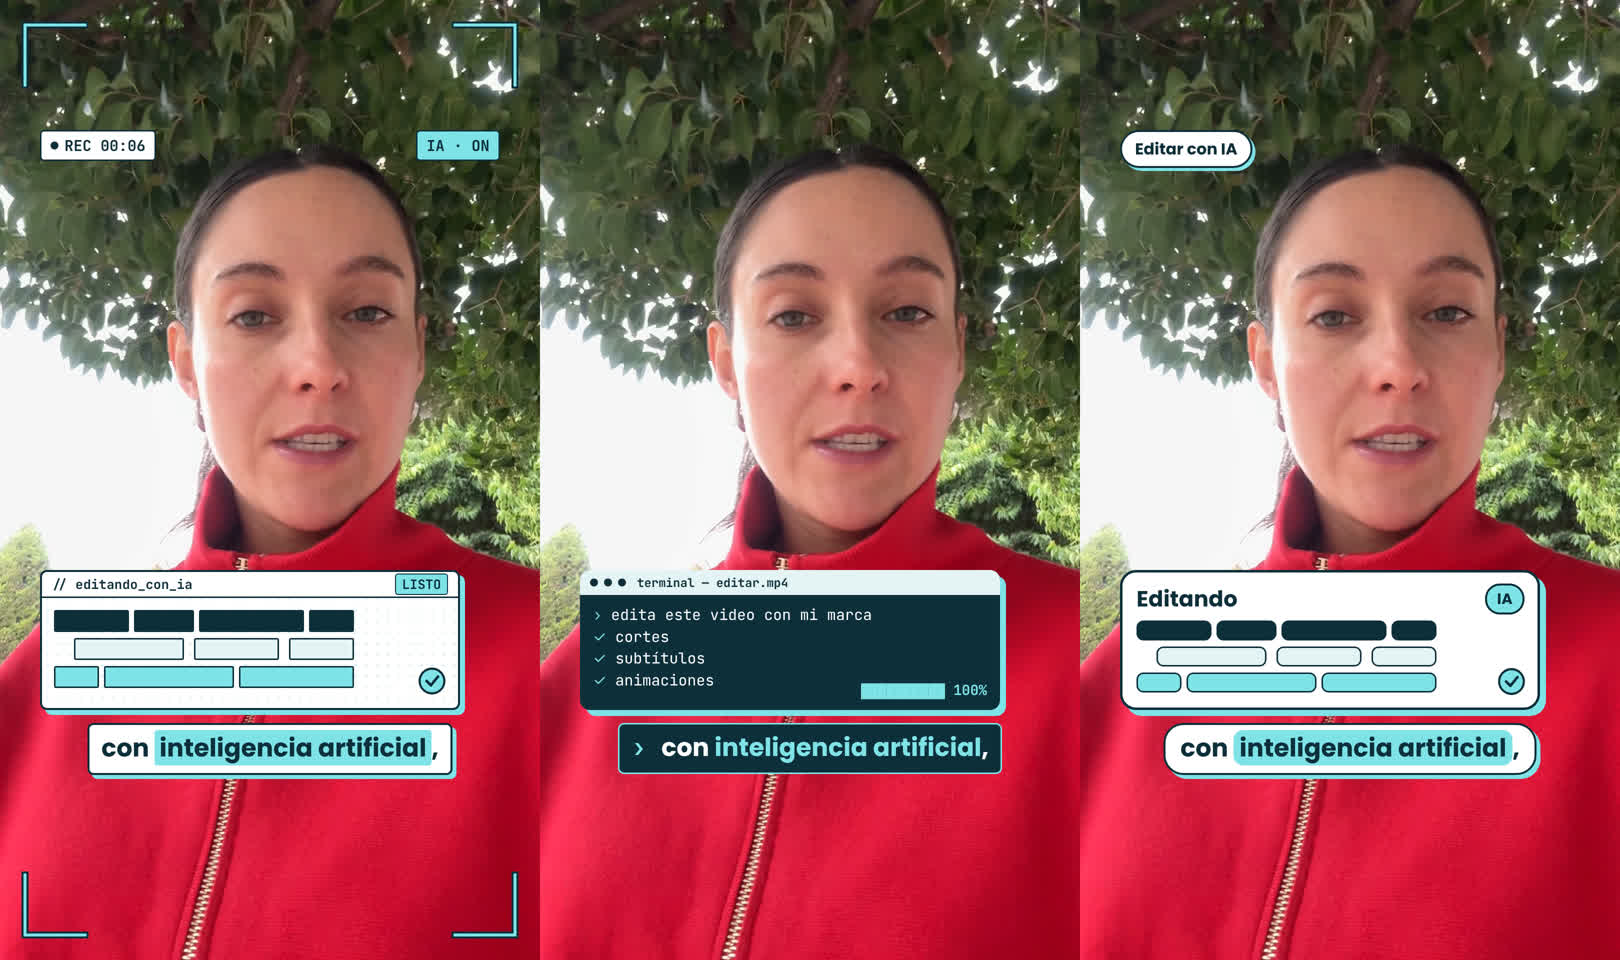 REC 00:06
IA · ON
// editando_con_ia
LISTO
con inteligencia artificial,
terminal — editar.mp4
› edita este video con mi marca
✓ cortes
✓ subtítulos
✓ animaciones
100%
› con inteligencia artificial,
Editar con IA
Editando
IA
con inteligencia artificial,